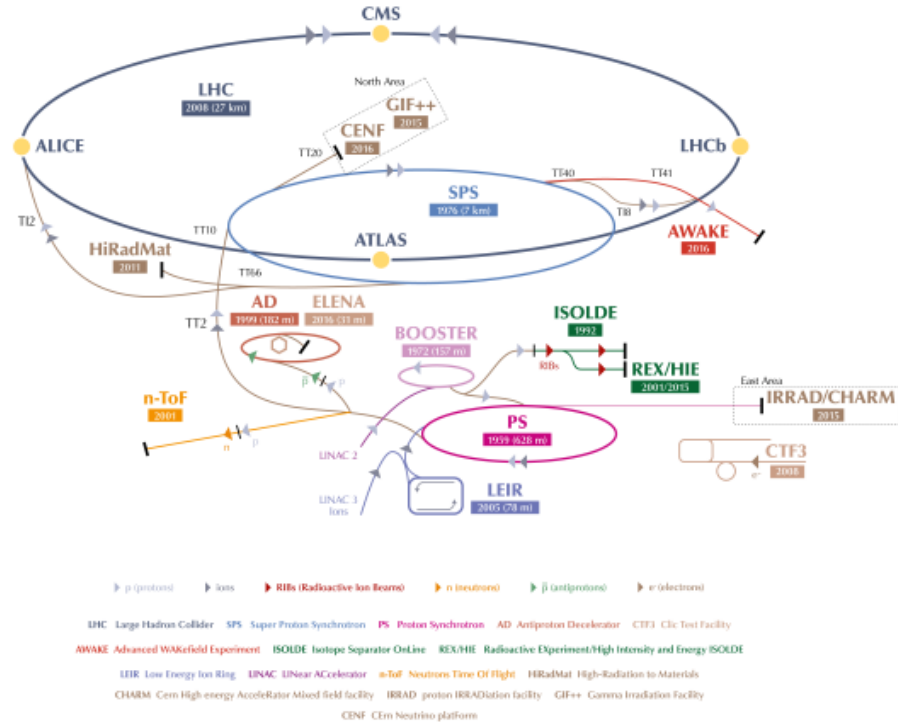 CMS
North Area
LHC
2008 (27 km)
GIF++
2015
CENF
2016
ALICE
LHCb
TT20
TT40
TT41
SPS
1976 (7 km)
TI2
TT10
TI8
AWAKE
2016
ATLAS
HiRadMat
2011
TT66
AD
1999 (182 m)
ELENA
2016 (31 m)
TT2
BOOSTER
1972 (157 m)
ISOLDE
1992
p
p
RIBs
REX/HIE
2001/2015
East Area
n-ToF
2001
IRRAD/CHARM
2015
PS
1959 (628 m)
n
p
LINAC 2
CTF3
2008
e-
LINAC 3
Ions
LEIR
2005 (78 m)
p (protons) ions RIBs (Radioactive Ion Beams) n (neutrons) p̄ (antiprotons) e- (electrons)
LHC Large Hadron Collider SPS Super Proton Synchrotron PS Proton Synchrotron AD Antiproton Decelerator CTF3 Clic Test Facility
AWAKE Advanced WAKefield Experiment ISOLDE Isotope Separator OnLine REX/HIE Radioactive EXperiment/High Intensity and Energy ISOLDE
LEIR Low Energy Ion Ring LINAC LINear ACcelerator n-ToF Neutrons Time Of Flight HiRadMat High-Radiation to Materials
CHARM Cern High energy AcceleRator Mixed field facility IRRAD proton IRRADiation facility GIF++ Gamma Irradiation Facility
CENF CErn Neutrino platForm